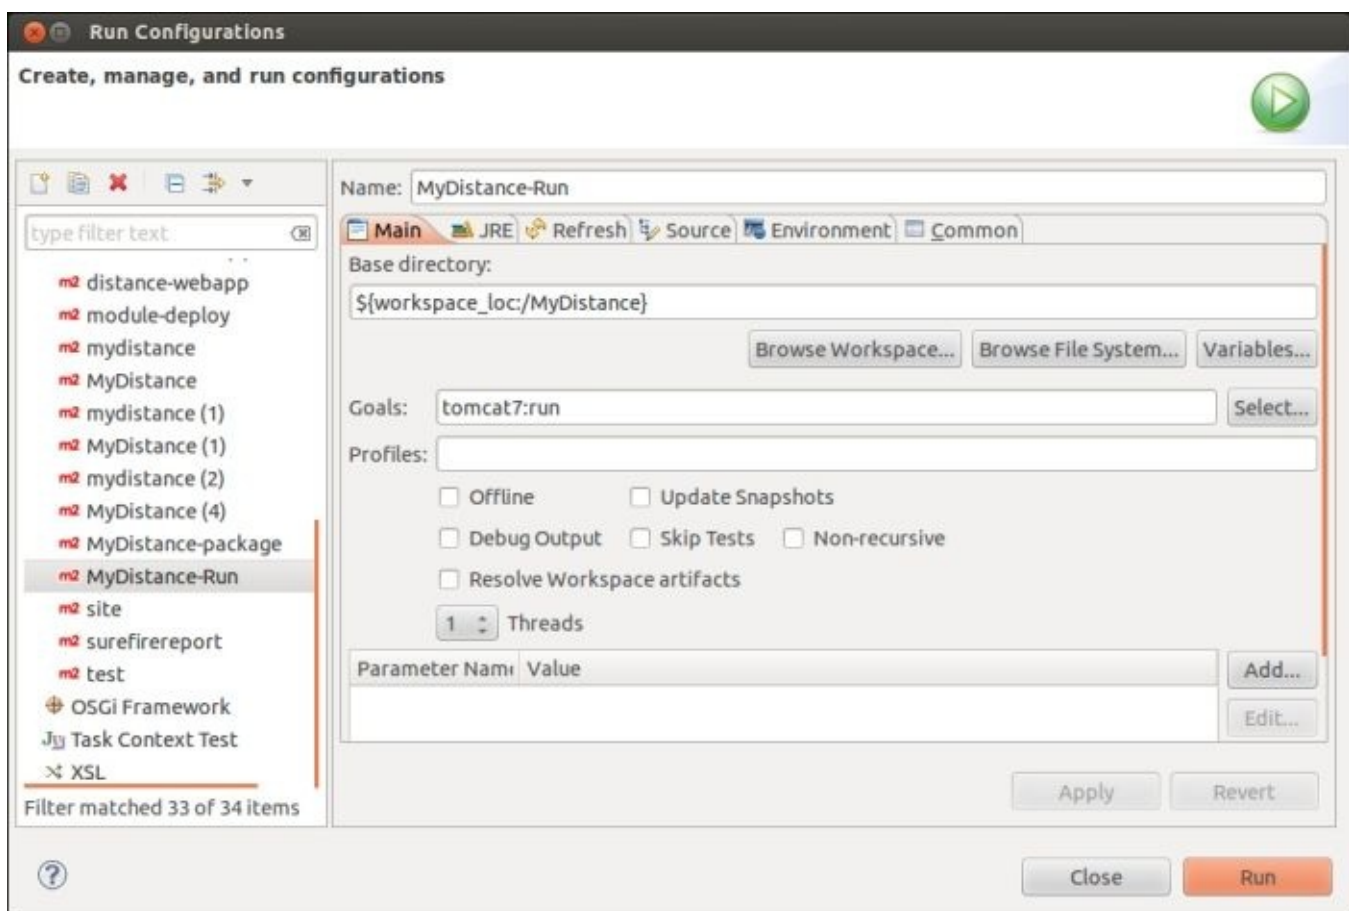 Run Configurations
Create, manage, and run configurations
type filter text
m2 distance-webapp
m2 module-deploy
m2 mydistance
m2 MyDistance
m2 mydistance (1)
m2 MyDistance (1)
m2 mydistance (2)
m2 MyDistance (4)
m2 MyDistance-package
m2 MyDistance-Run
m2 site
m2 surefirereport
m2 test
OSGi Framework
Ju Task Context Test
XSL
Filter matched 33 of 34 items
Name: MyDistance-Run
Main JRE Refresh Source Environment Common
Base directory:
${workspace_loc:/MyDistance}
Browse Workspace... Browse File System... Variables...
Goals: tomcat7:run Select...
Profiles:
Offline Update Snapshots
Debug Output Skip Tests Non-recursive
Resolve Workspace artifacts
1 Threads
Parameter Nam Value Add...
Edit...
Apply Revert
? Close Run